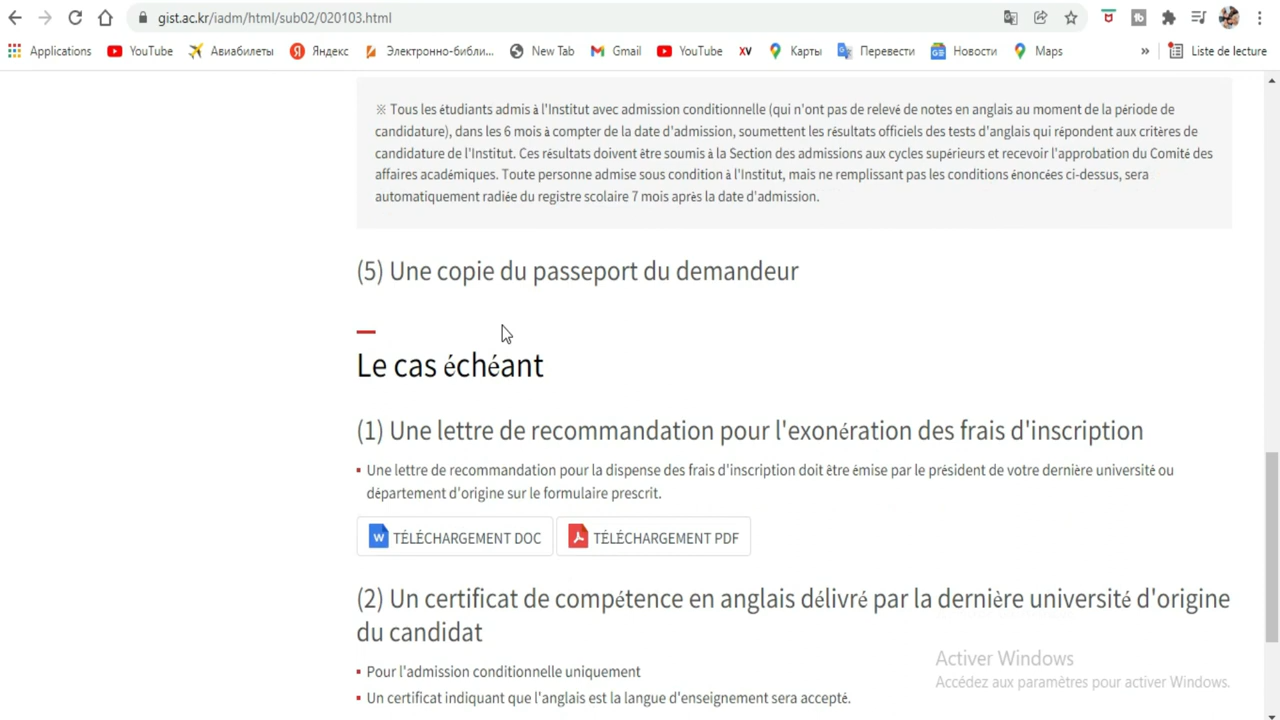 gist.ac.kr/iadm/html/sub02/020103.html
Applications YouTube Авиабилеты Яндекс Электронно-библи... New Tab Gmail YouTube XV Карты Перевести Новости Maps » Liste de lecture
※ Tous les étudiants admis à l'Institut avec admission conditionnelle (qui n'ont pas de relevé de notes en anglais au moment de la période de
candidature), dans les 6 mois à compter de la date d'admission, soumettent les résultats officiels des tests d'anglais qui répondent aux critères de
candidature de l'Institut. Ces résultats doivent être soumis à la Section des admissions aux cycles supérieurs et recevoir l'approbation du Comité des
affaires académiques. Toute personne admise sous condition à l'Institut, mais ne remplissant pas les conditions énoncées ci-dessus, sera
automatiquement radiée du registre scolaire 7 mois après la date d'admission.
(5) Une copie du passeport du demandeur
Le cas échéant
(1) Une lettre de recommandation pour l'exonération des frais d'inscription
Une lettre de recommandation pour la dispense des frais d'inscription doit être émise par le président de votre dernière université ou
département d'origine sur le formulaire prescrit.
TÉLÉCHARGEMENT DOC TÉLÉCHARGEMENT PDF
(2) Un certificat de compétence en anglais délivré par la dernière université d'origine
du candidat
Pour l'admission conditionnelle uniquement
Un certificat indiquant que l'anglais est la langue d'enseignement sera accepté.
Activer Windows
Accédez aux paramètres pour activer Windows.